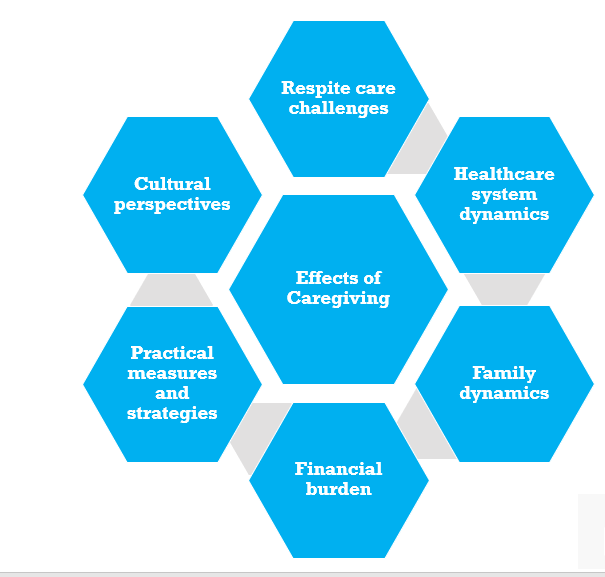 Respite care
challenges
Healthcare
system
dynamics
Cultural
perspectives
Effects of
Caregiving
Practical
measures
and
strategies
Family
dynamics
Financial
burden